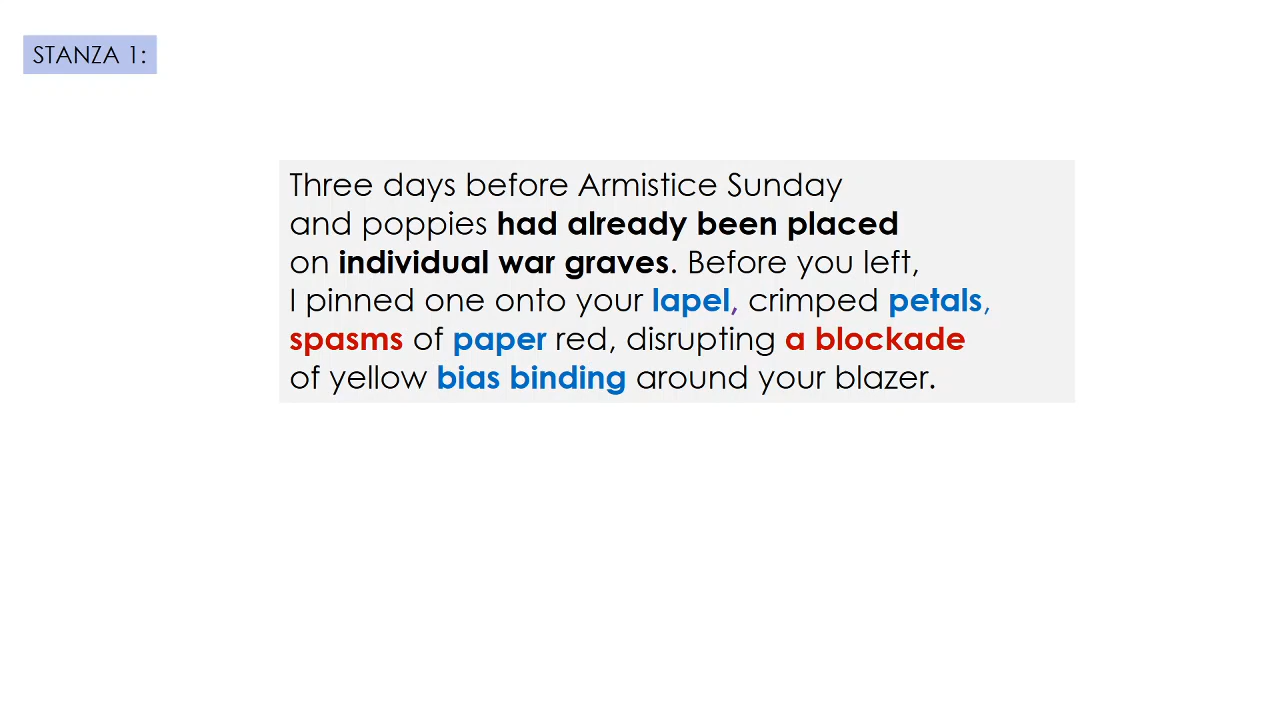 STANZA 1:
Three days before Armistice Sunday
and poppies had already been placed
on individual war graves. Before you left,
I pinned one onto your lapel, crimped petals,
spasms of paper red, disrupting a blockade
of yellow bias binding around your blazer.